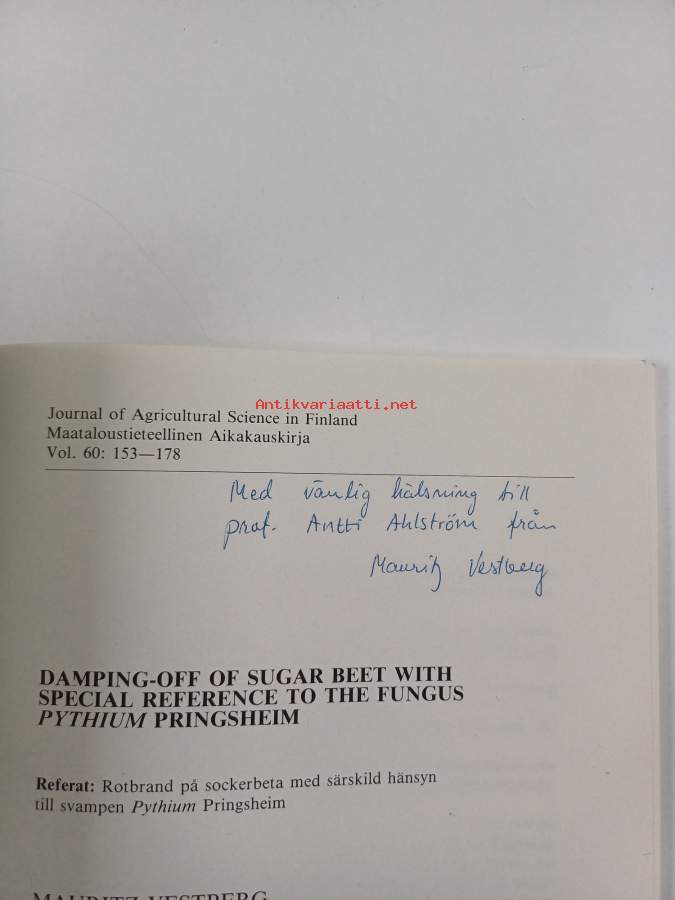 Antikvariaatti.net
Journal of Agricultural Science in Finland
Maataloustieteellinen Aikakauskirja
Vol. 60: 153—178
Med vänlig hälsning till
prof. Antti Ahlström från
Mauritz Vestberg
DAMPING-OFF OF SUGAR BEET WITH
SPECIAL REFERENCE TO THE FUNGUS
PYTHIUM PRINGSHEIM
Referat: Rotbrand på sockerbeta med särskild hänsyn
till svampen Pythium Pringsheim
MAURITZ VESTBERG